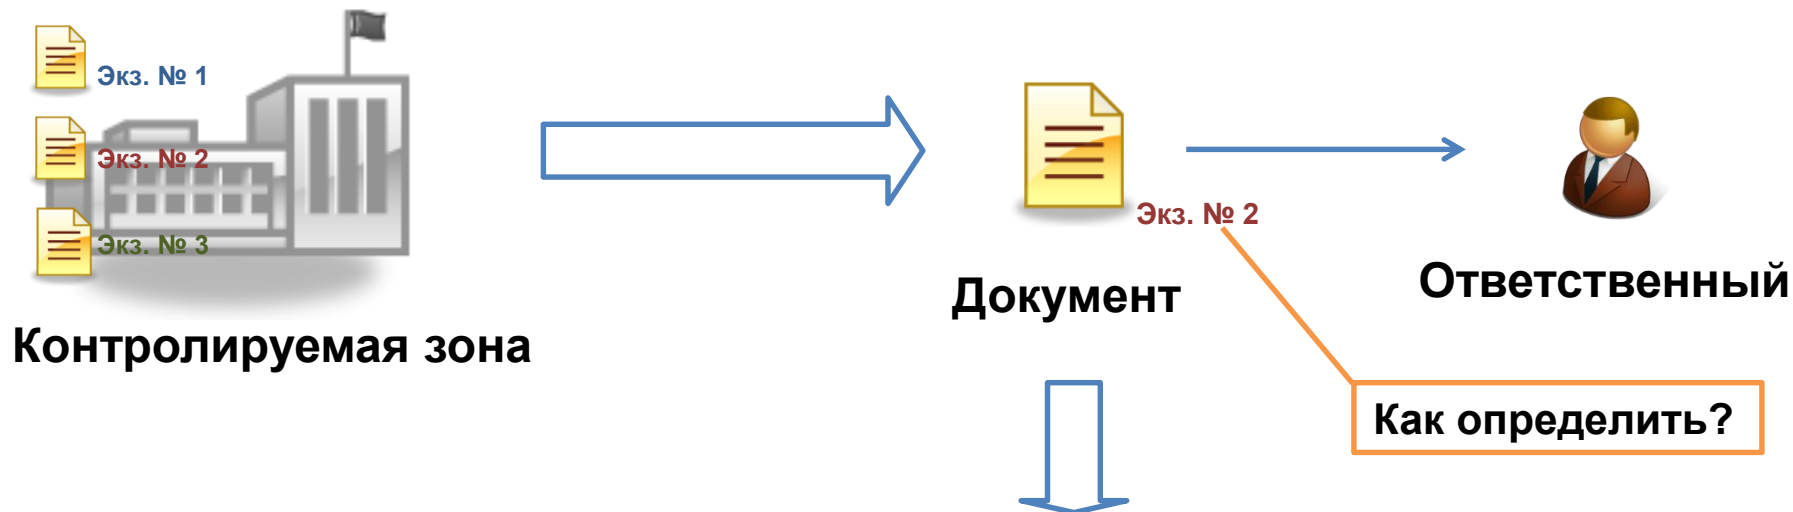 Экз. № 1
Экз. № 2
Экз. № 3
Контролируемая зона
Экз. № 2
Документ
Ответственный
Как определить?